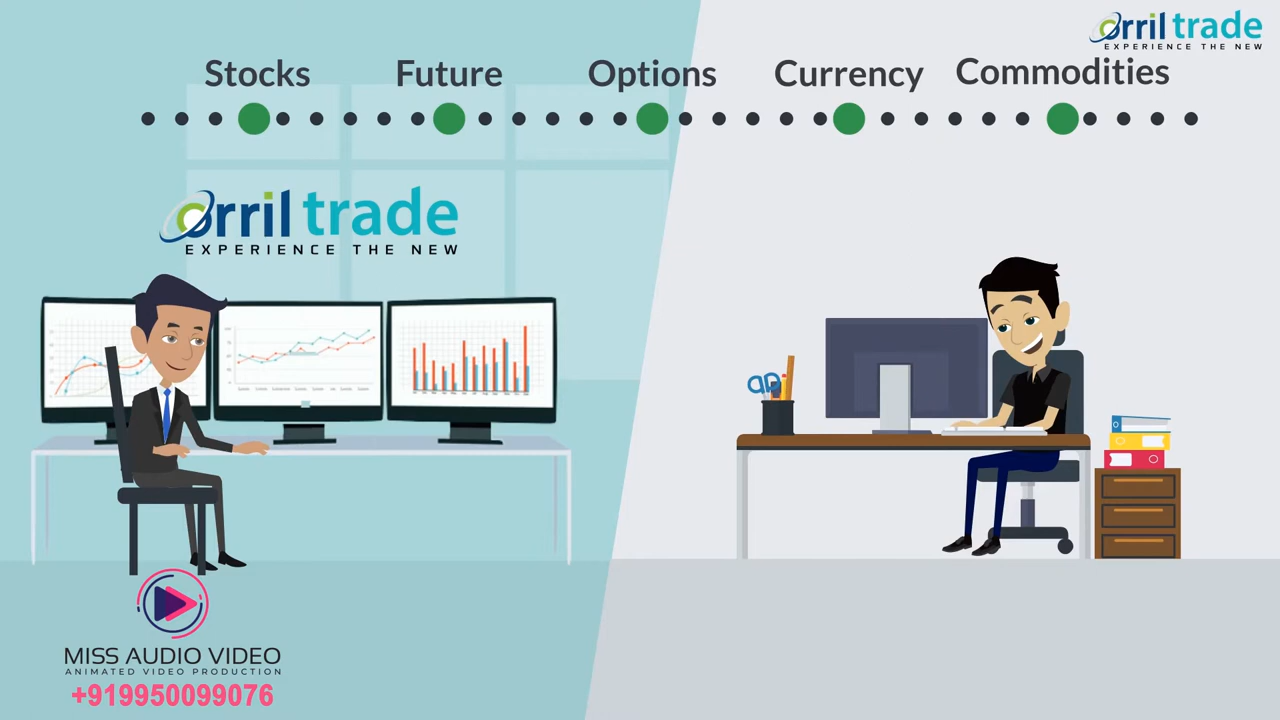 orril trade
EXPERIENCE THE NEW
Stocks Future Options Currency Commodities
orril trade
EXPERIENCE THE NEW
MISS AUDIO VIDEO
ANIMATED VIDEO PRODUCTION
+919950099076